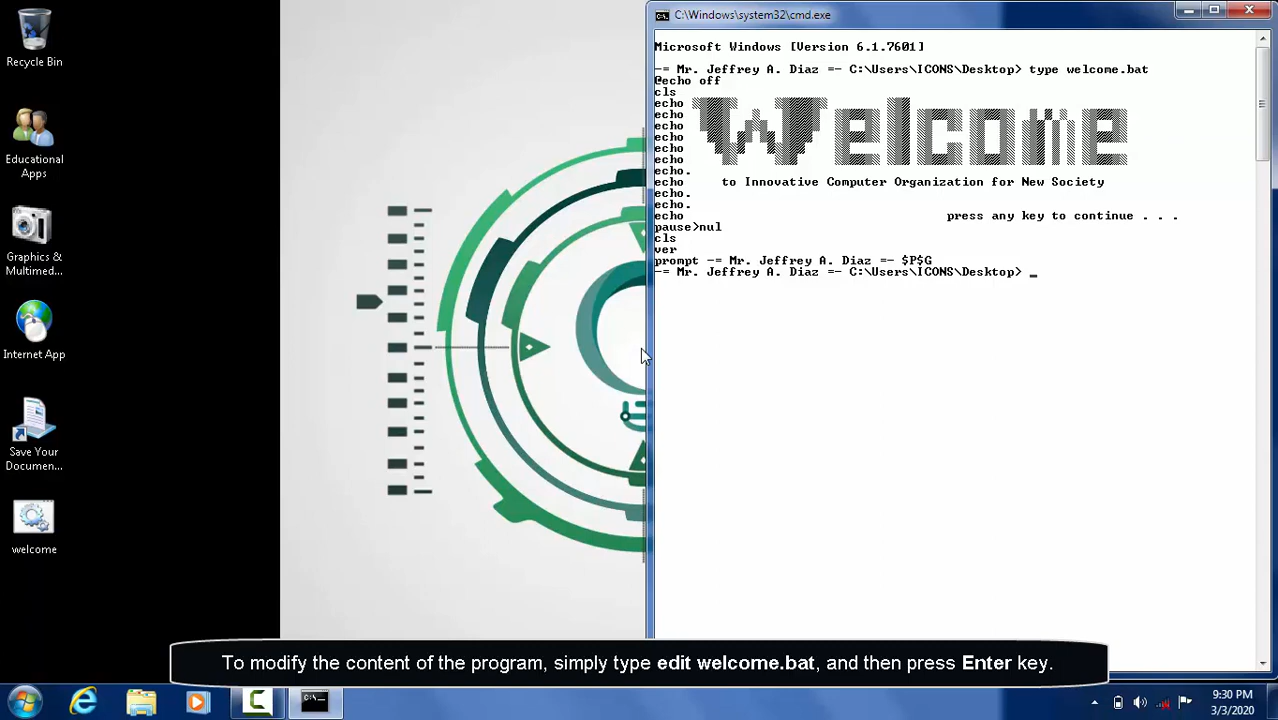 Recycle Bin
Educational
Apps
Graphics &
Multimed...
Internet App
Save Your
Documen...
welcome
C:\Windows\system32\cmd.exe
Microsoft Windows [Version 6.1.7601]
-= Mr. Jeffrey A. Diaz =- C:\Users\ICONS\Desktop> type welcome.bat
@echo off
cls
echo
echo
echo Welcome
echo
echo
echo
echo.
echo to Innovative Computer Organization for New Society
echo.
echo.
echo press any key to continue . . .
pause>nul
cls
ver
prompt -= Mr. Jeffrey A. Diaz =- $P$G
-= Mr. Jeffrey A. Diaz =- C:\Users\ICONS\Desktop> _
To modify the content of the program, simply type edit welcome.bat, and then press Enter key.
9:30 PM
3/3/2020